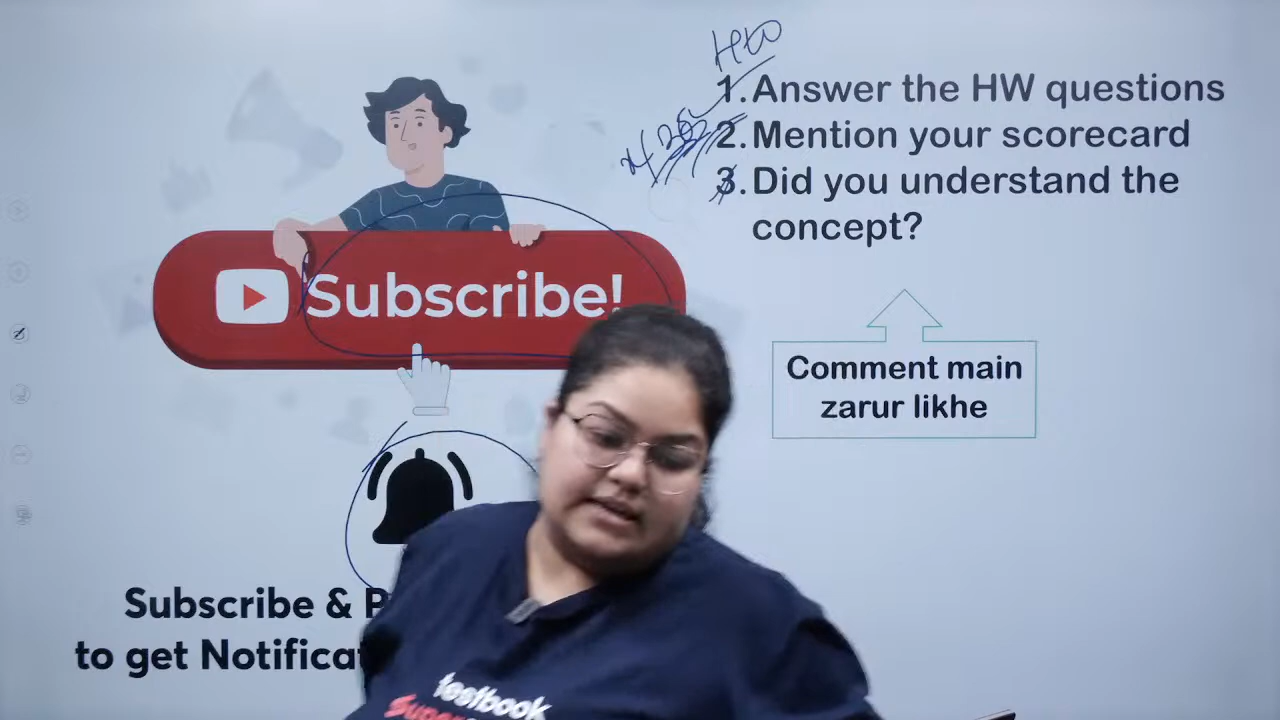 HW
1. Answer the HW questions
2. Mention your scorecard
3. Did you understand the
concept?
Subscribe!
Comment main
zarur likhe
Subscribe &
to get
testbook